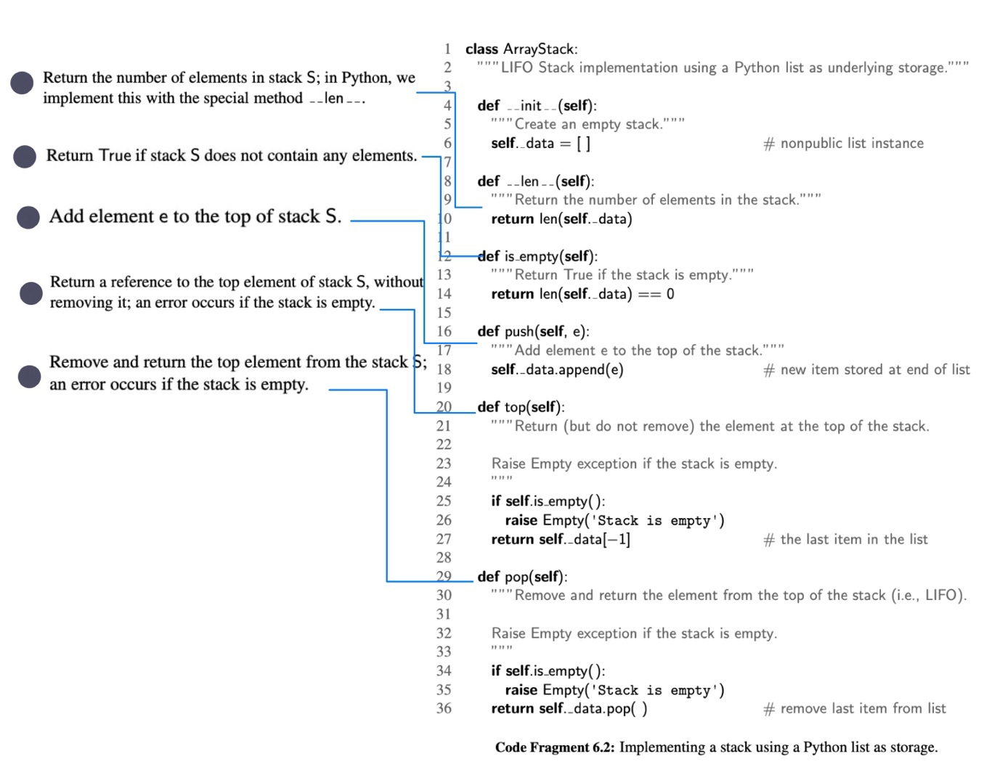 Return the number of elements in stack S; in Python, we
implement this with the special method __len__.
Return True if stack S does not contain any elements.
Add element e to the top of stack S.
Return a reference to the top element of stack S, without
removing it; an error occurs if the stack is empty.
Remove and return the top element from the stack S;
an error occurs if the stack is empty.
1 class ArrayStack:
2 """LIFO Stack implementation using a Python list as underlying storage."""
3
4 def __init__(self):
5 """Create an empty stack."""
6 self._data = [ ] # nonpublic list instance
7
8 def __len__(self):
9 """Return the number of elements in the stack."""
10 return len(self._data)
11
12 def is_empty(self):
13 """Return True if the stack is empty."""
14 return len(self._data) == 0
15
16 def push(self, e):
17 """Add element e to the top of the stack."""
18 self._data.append(e) # new item stored at end of list
19
20 def top(self):
21 """Return (but do not remove) the element at the top of the stack.
22
23 Raise Empty exception if the stack is empty.
24 """
25 if self.is_empty():
26 raise Empty('Stack is empty')
27 return self._data[−1] # the last item in the list
28
29 def pop(self):
30 """Remove and return the element from the top of the stack (i.e., LIFO).
31
32 Raise Empty exception if the stack is empty.
33 """
34 if self.is_empty():
35 raise Empty('Stack is empty')
36 return self._data.pop( ) # remove last item from list
Code Fragment 6.2: Implementing a stack using a Python list as storage.